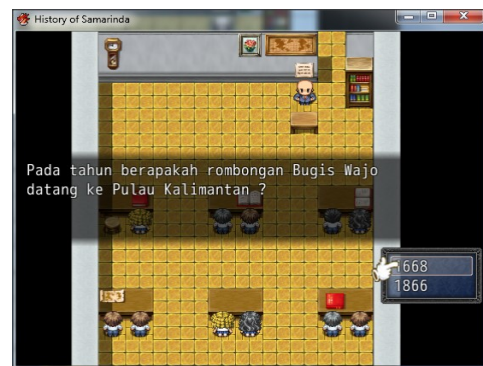 History of Samarinda
Pada tahun berapakah rombongan Bugis Wajo
datang ke Pulau Kalimantan ?
1668
1866